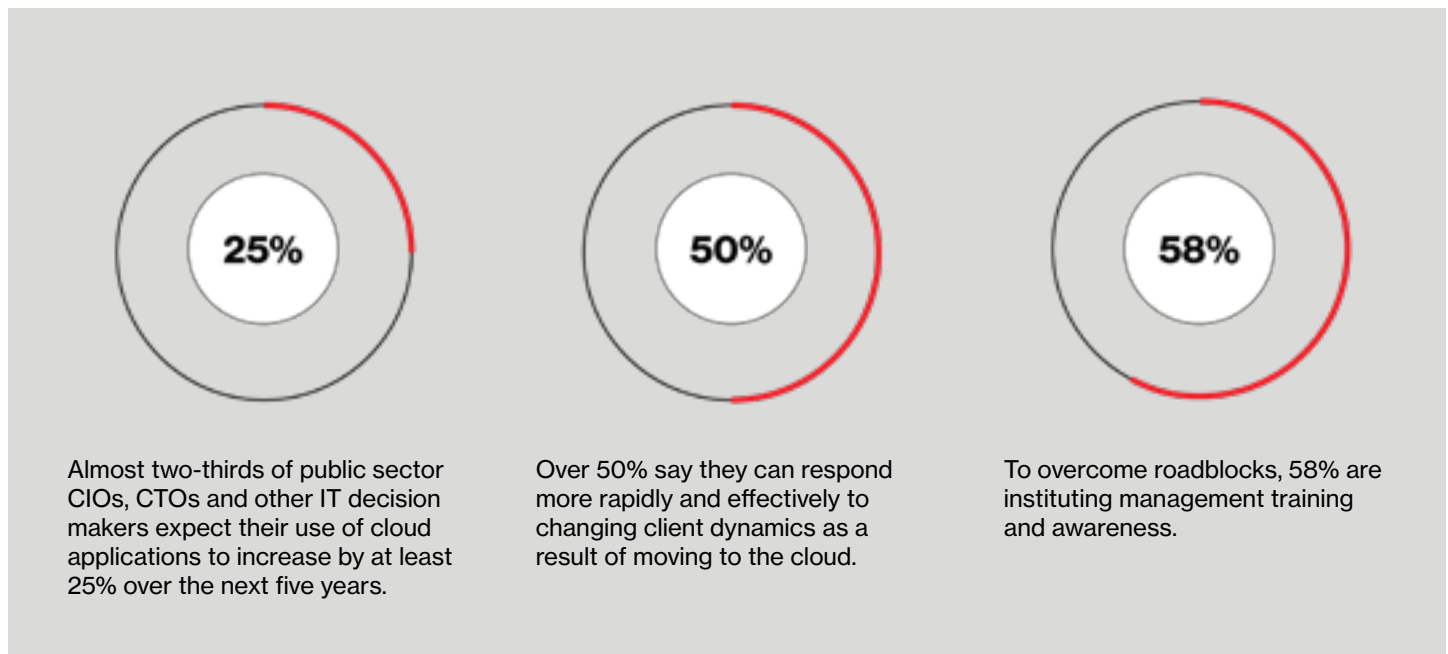 25%
50%
58%
Almost two-thirds of public sector
CIOs, CTOs and other IT decision
makers expect their use of cloud
applications to increase by at least
25% over the next five years.
Over 50% say they can respond
more rapidly and effectively to
changing client dynamics as a
result of moving to the cloud.
To overcome roadblocks, 58% are
instituting management training
and awareness.